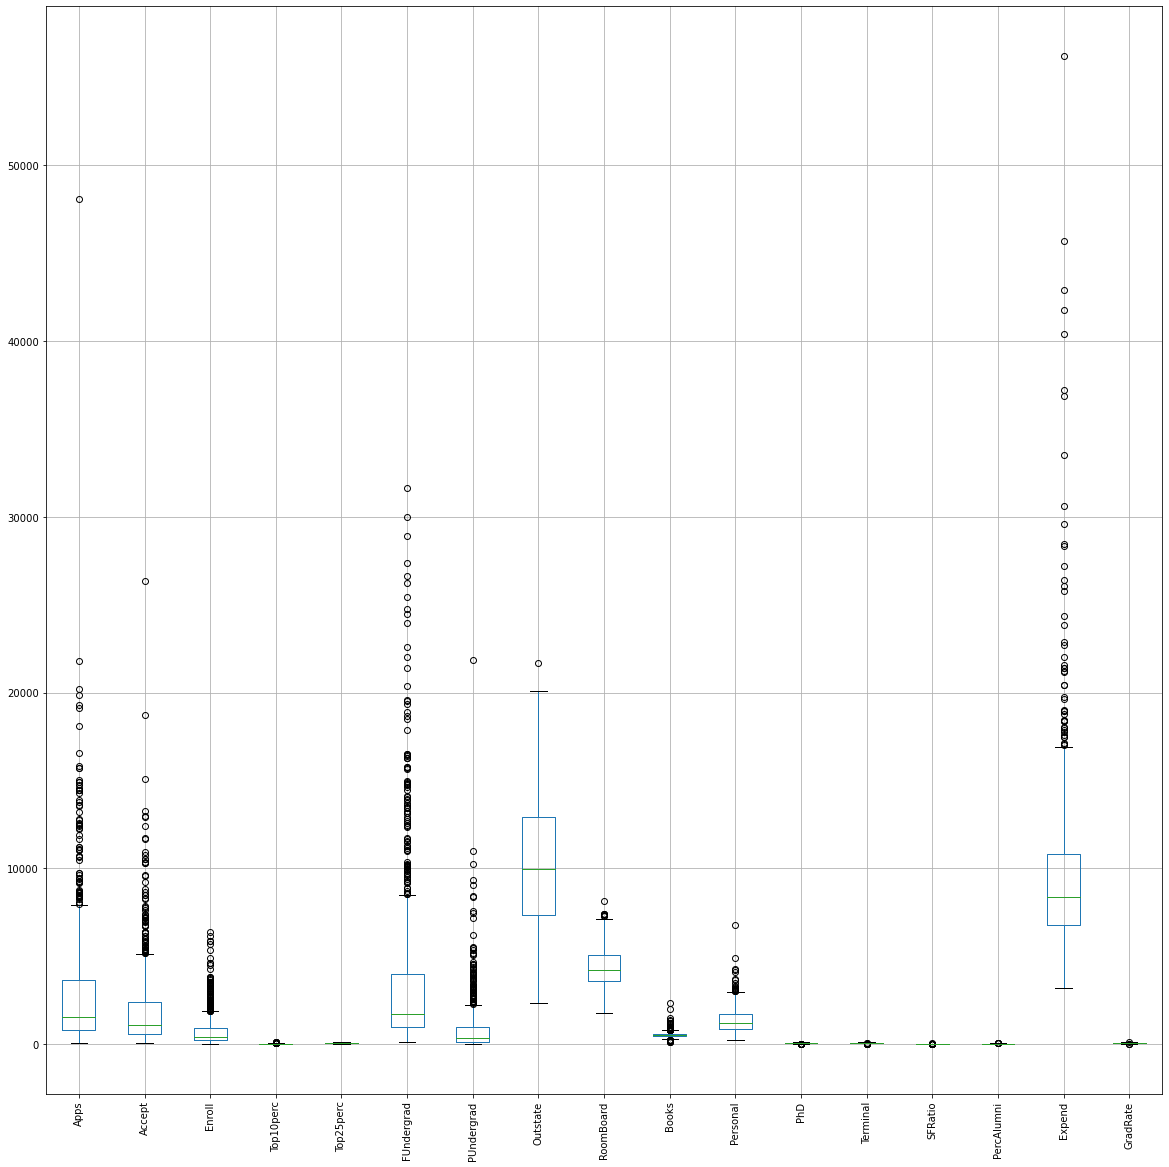 50000
40000
30000
20000
10000
0
Apps
Accept
Enroll
Top10perc
Top25perc
FUndergrad
PUndergrad
Outstate
RoomBoard
Books
Personal
PhD
Terminal
SFRatio
PercAlumni
Expend
GradRate